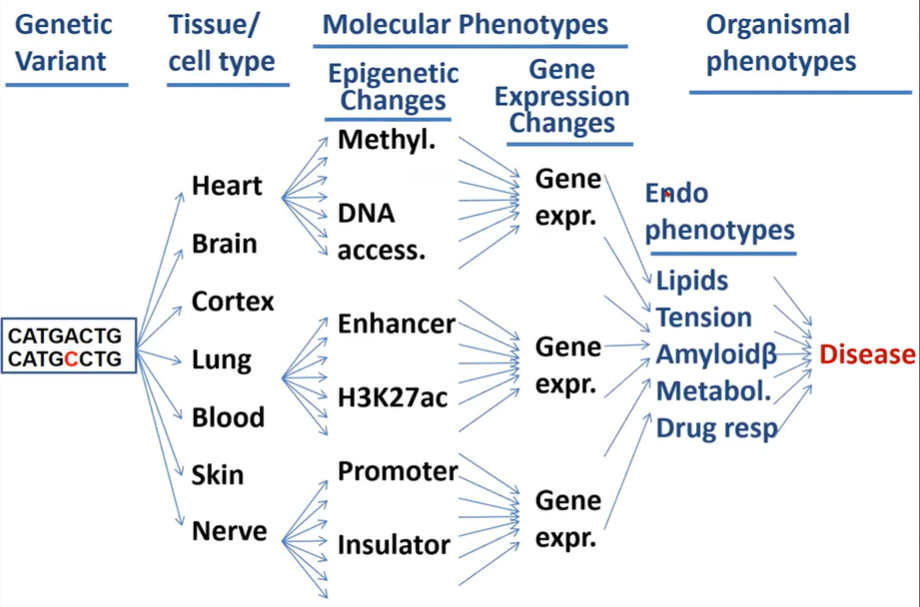 Genetic
Variant
Tissue/
cell type
Molecular Phenotypes
Organismal
phenotypes
Epigenetic
Changes
Gene
Expression
Changes
CATGACTG
CATGCCTG
Heart
Brain
Cortex
Lung
Blood
Skin
Nerve
Methyl.
DNA
access.
Enhancer
H3K27ac
Promoter
Insulator
Gene
expr.
Gene
expr.
Gene
expr.
Endo
phenotypes
Lipids
Tension
Amyloidβ
Metabol.
Drug resp
Disease